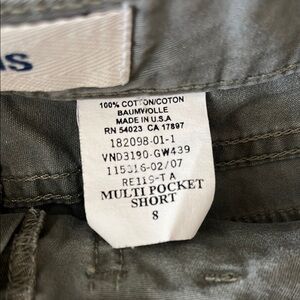 100% COTTON/COTON
BAUMWOLLE
MADE IN U.S.A
RN 54023 CA 17897
182098-01-1
VND3190-GW439
115316-02/07
RE119-T A
MULTI POCKET
SHORT
8